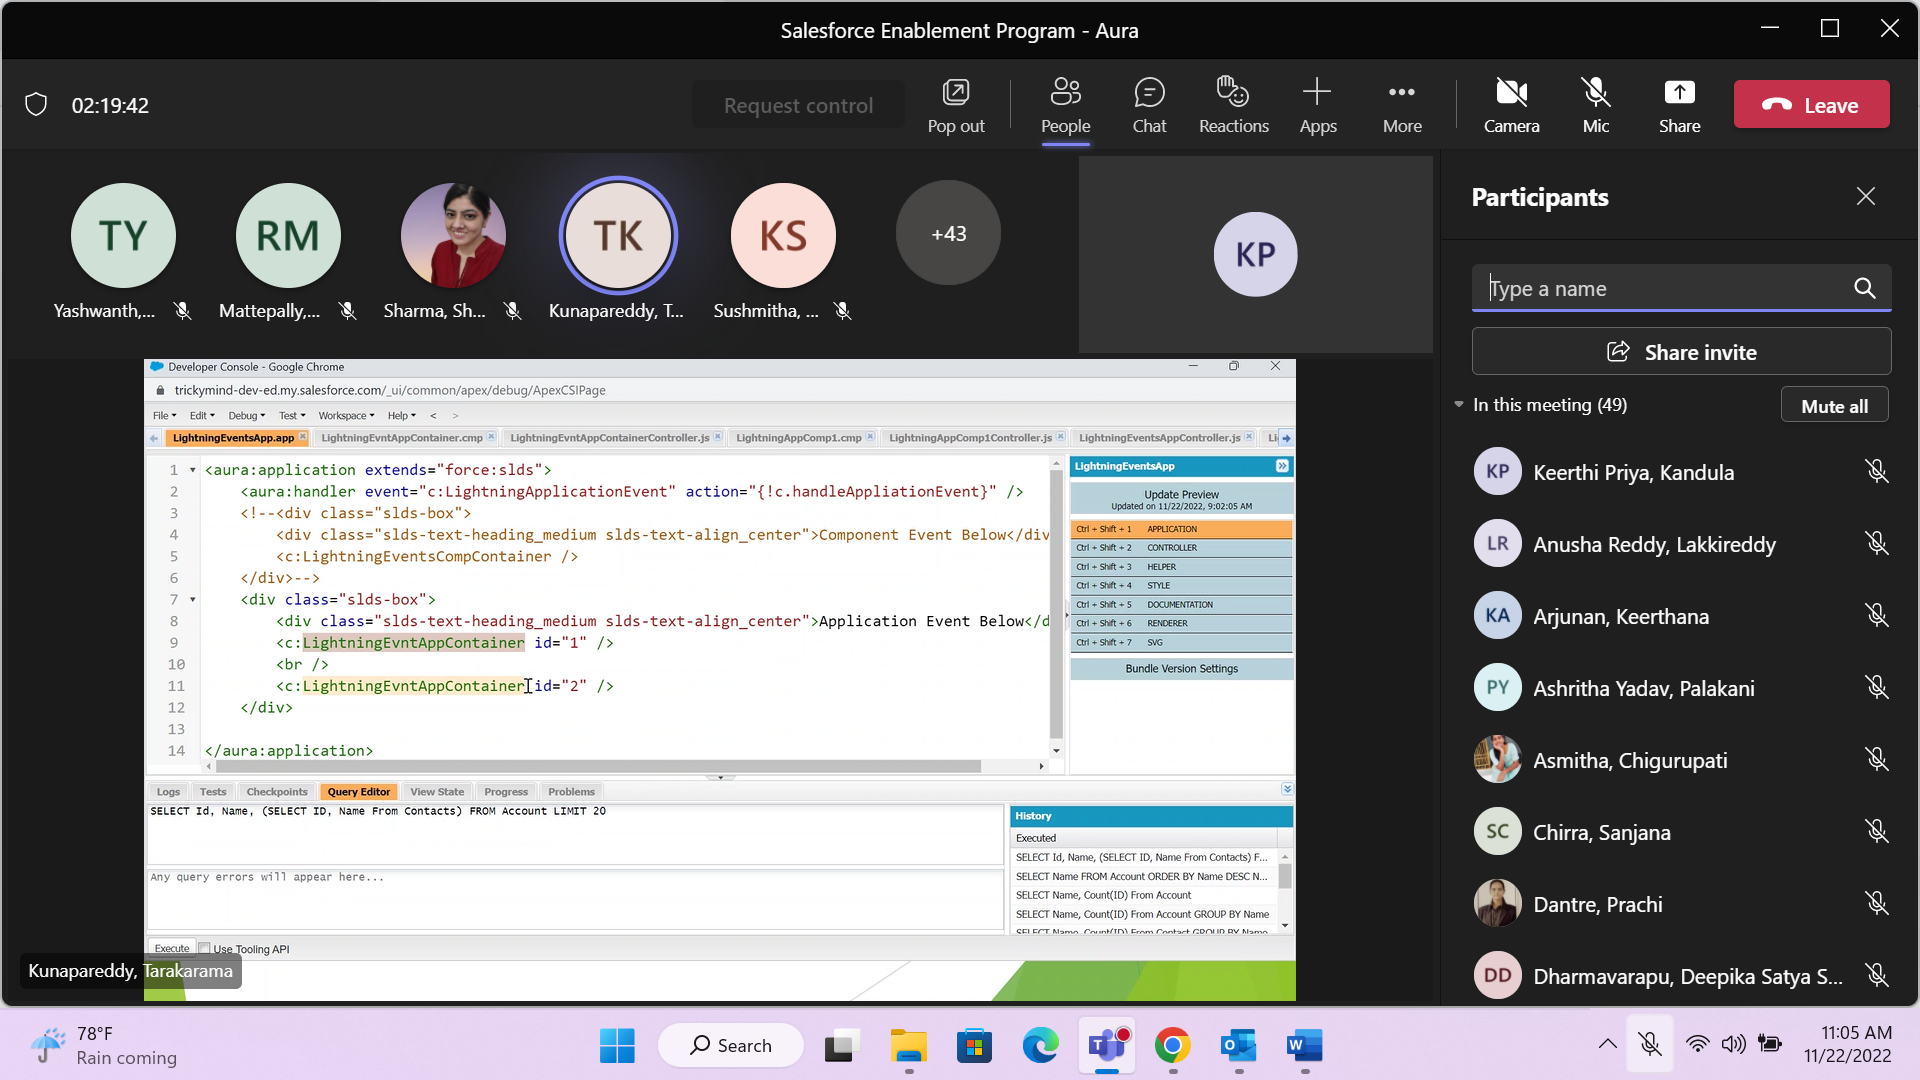 Salesforce Enablement Program - Aura
02:19:42
Request control
Pop out
People
Chat
Reactions
Apps
More
Camera
Mic
Share
Leave
TY
RM
TK
KS
+43
KP
Yashwanth,...
Mattepally,...
Sharma, Sh...
Kunapareddy, T...
Sushmitha, ...
Developer Console - Google Chrome
trickymind-dev-ed.my.salesforce.com/_ui/common/apex/debug/ApexCSIPage
File Edit Debug Test Workspace Help < >
LightningEventsApp.app
LightningEvntAppContainer.cmp
LightningEvntAppContainerController.js
LightningAppComp1.cmp
LightningAppComp1Controller.js
LightningEventsAppController.js
Li
1 <aura:application extends="force:slds">
2 <aura:handler event="c:LightningApplicationEvent" action="{!c.handleAppliationEvent}" />
3 <!--<div class="slds-box">
4 <div class="slds-text-heading_medium slds-text-align_center">Component Event Below</div
5 <c:LightningEventsCompContainer />
6 </div>-->
7 <div class="slds-box">
8 <div class="slds-text-heading_medium slds-text-align_center">Application Event Below</d
9 <c:LightningEvntAppContainer id="1" />
10 <br />
11 <c:LightningEvntAppContainer id="2" />
12 </div>
13
14 </aura:application>
LightningEventsApp
Update Preview
Updated on 11/22/2022, 9:02:05 AM
Ctrl + Shift + 1 APPLICATION
Ctrl + Shift + 2 CONTROLLER
Ctrl + Shift + 3 HELPER
Ctrl + Shift + 4 STYLE
Ctrl + Shift + 5 DOCUMENTATION
Ctrl + Shift + 6 RENDERER
Ctrl + Shift + 7 SVG
Bundle Version Settings
Logs Tests Checkpoints Query Editor View State Progress Problems
SELECT Id, Name, (SELECT ID, Name From Contacts) FROM Account LIMIT 20
Any query errors will appear here...
History
Executed
SELECT Id, Name, (SELECT ID, Name From Contacts) F...
SELECT Name FROM Account ORDER BY Name DESC N...
SELECT Name, Count(ID) From Account
SELECT Name, Count(ID) From Account GROUP BY Name
SELECT Name, Count(ID) From Contact GROUP BY Name
Execute Use Tooling API
Kunapareddy, Tarakarama
Participants
Type a name
Share invite
In this meeting (49)
Mute all
KP Keerthi Priya, Kandula
LR Anusha Reddy, Lakkireddy
KA Arjunan, Keerthana
PY Ashritha Yadav, Palakani
Asmitha, Chigurupati
SC Chirra, Sanjana
Dantre, Prachi
DD Dharmavarapu, Deepika Satya S...
78°F
Rain coming
Search
11:05 AM
11/22/2022